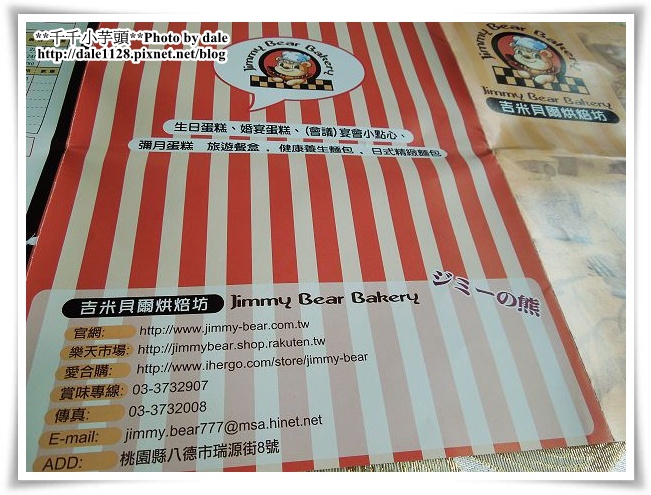 **千千小芋頭**Photo by dale
http://dale1128.pixnet.net/blog
Jimmy Bear Bakery
Jimmy Bear Bakery
Jimmy Bear Bakery
吉米貝爾烘焙坊
生日蛋糕、婚宴蛋糕、(會議)宴會小點心、
彌月蛋糕 旅遊餐盒, 健康養生麵包, 日式精緻麵包
ジミーの熊
吉米貝爾烘焙坊 Jimmy Bear Bakery
官網: http://www.jimmy-bear.com.tw
樂天市場: http://jimmybear.shop.rakuten.tw
愛合購: http://www.ihergo.com/store/jimmy-bear
賞味專線: 03-3732907
傳真: 03-3732008
E-mail: jimmy.bear777@msa.hinet.net
ADD: 桃園縣八德市瑞源街8號